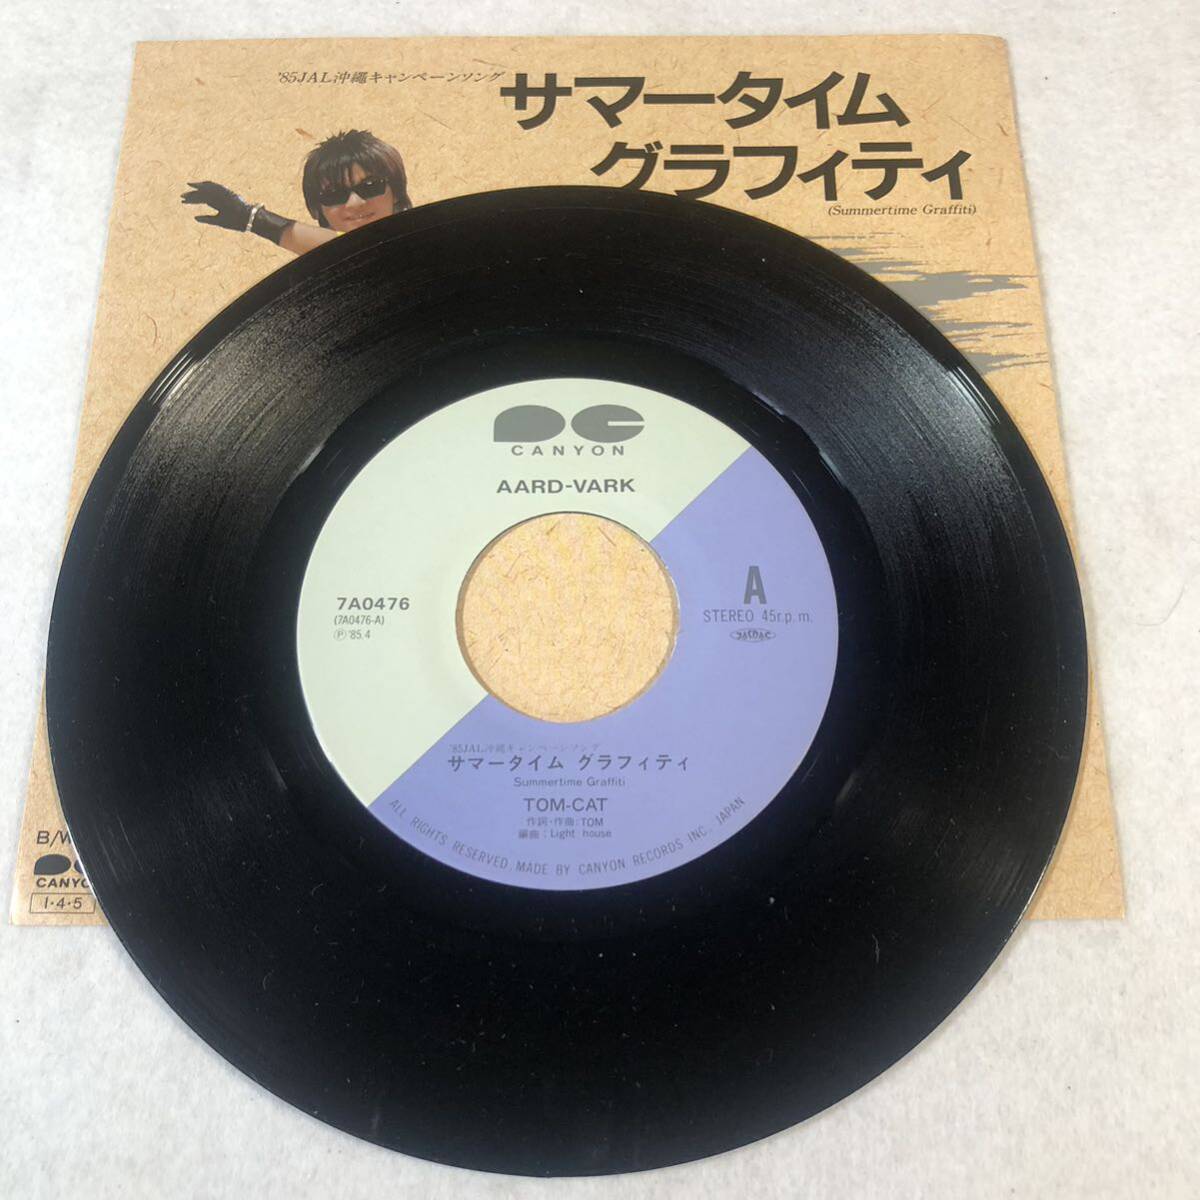 '85JAL沖縄キャンペーンソング
サマータイム
グラフィティ
(Summertime Graffiti)
CANYON
AARD-VARK
7A0476
(7A0476-A)
Ⓟ'85.4
A
STEREO 45r.p.m.
'85JAL沖縄キャンペーンソング
サマータイム グラフィティ
Summertime Graffiti
TOM-CAT
作詞・作曲:TOM
編曲:Light house
ALL RIGHTS RESERVED, MADE BY CANYON RECORDS INC., JAPAN
B/W
CANYO
I・4・5